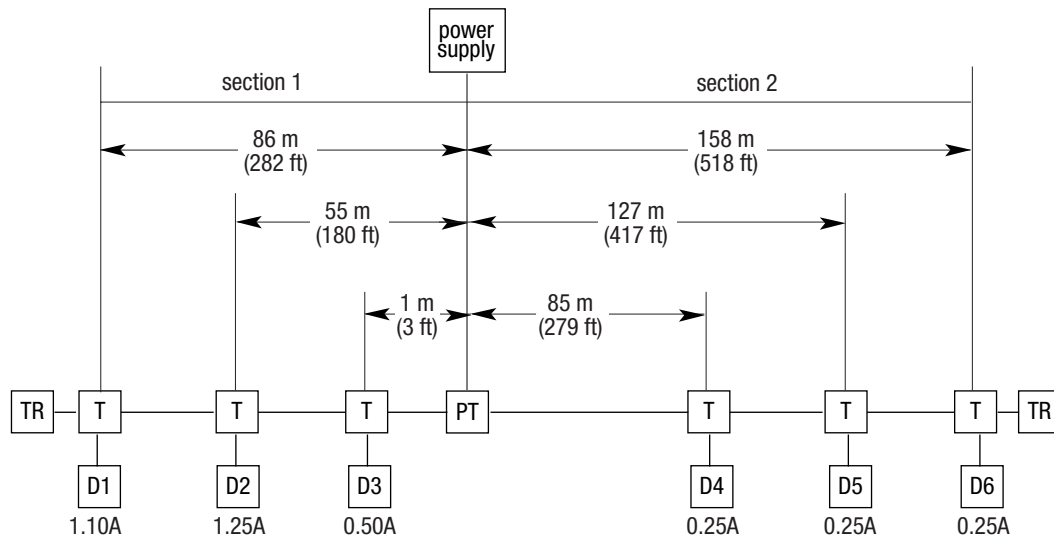 power
supply
section 1
section 2
86 m
(282 ft)
158 m
(518 ft)
55 m
(180 ft)
127 m
(417 ft)
1 m
(3 ft)
85 m
(279 ft)
TR
T
T
T
PT
T
T
T
TR
D1
D2
D3
D4
D5
D6
1.10A
1.25A
0.50A
0.25A
0.25A
0.25A